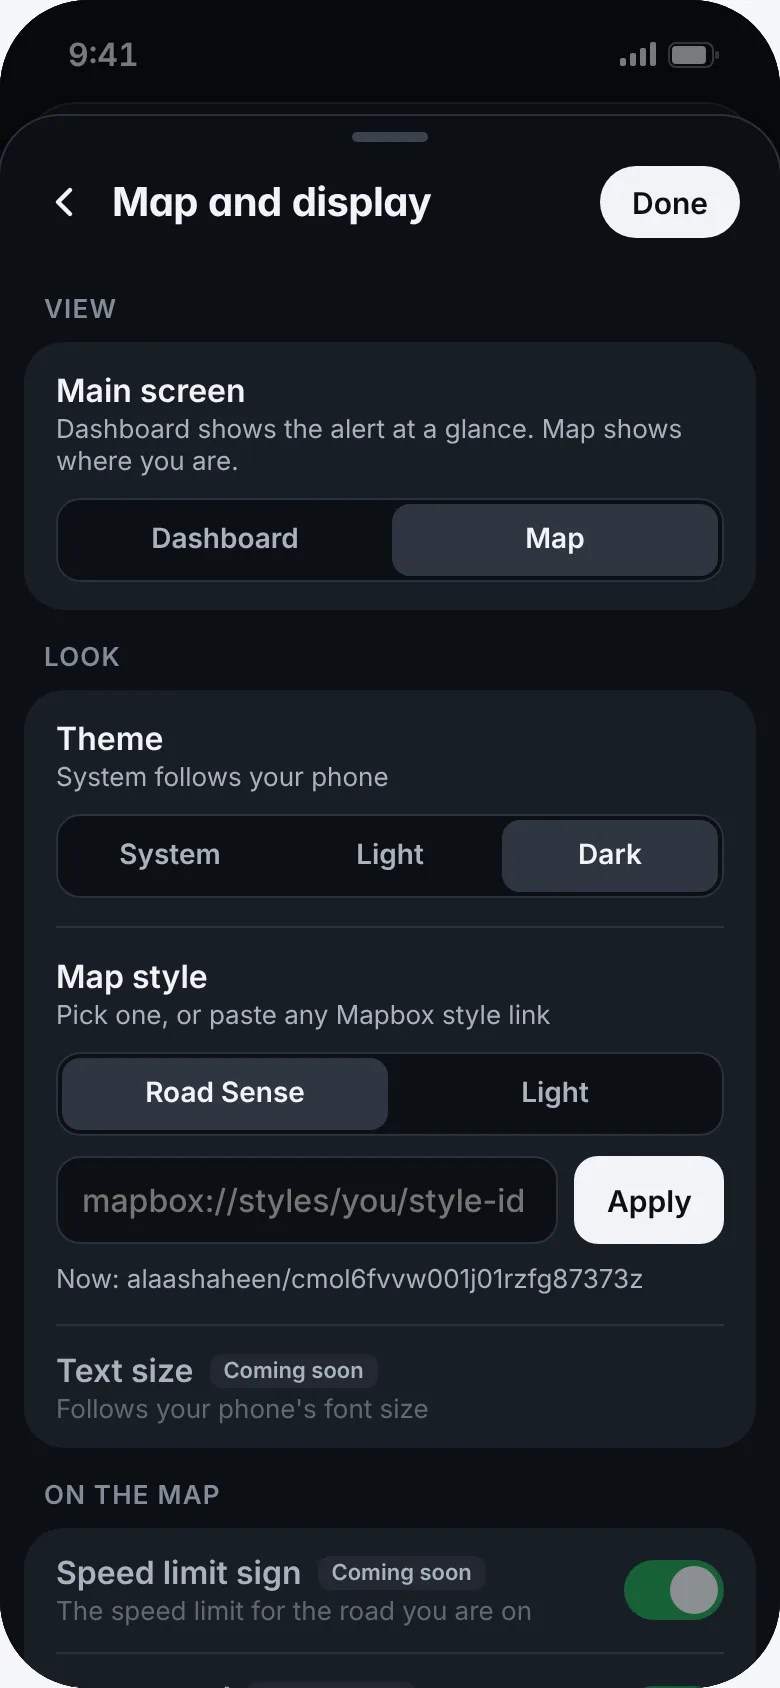 9:41
Map and display
Done
VIEW
Main screen
Dashboard shows the alert at a glance. Map shows
where you are.
Dashboard
Map
LOOK
Theme
System follows your phone
System
Light
Dark
Map style
Pick one, or paste any Mapbox style link
Road Sense
Light
mapbox://styles/you/style-id
Apply
Now: alaashaheen/cmol6fvvw001j01rzfg87373z
Text size
Coming soon
Follows your phone's font size
ON THE MAP
Speed limit sign
Coming soon
The speed limit for the road you are on